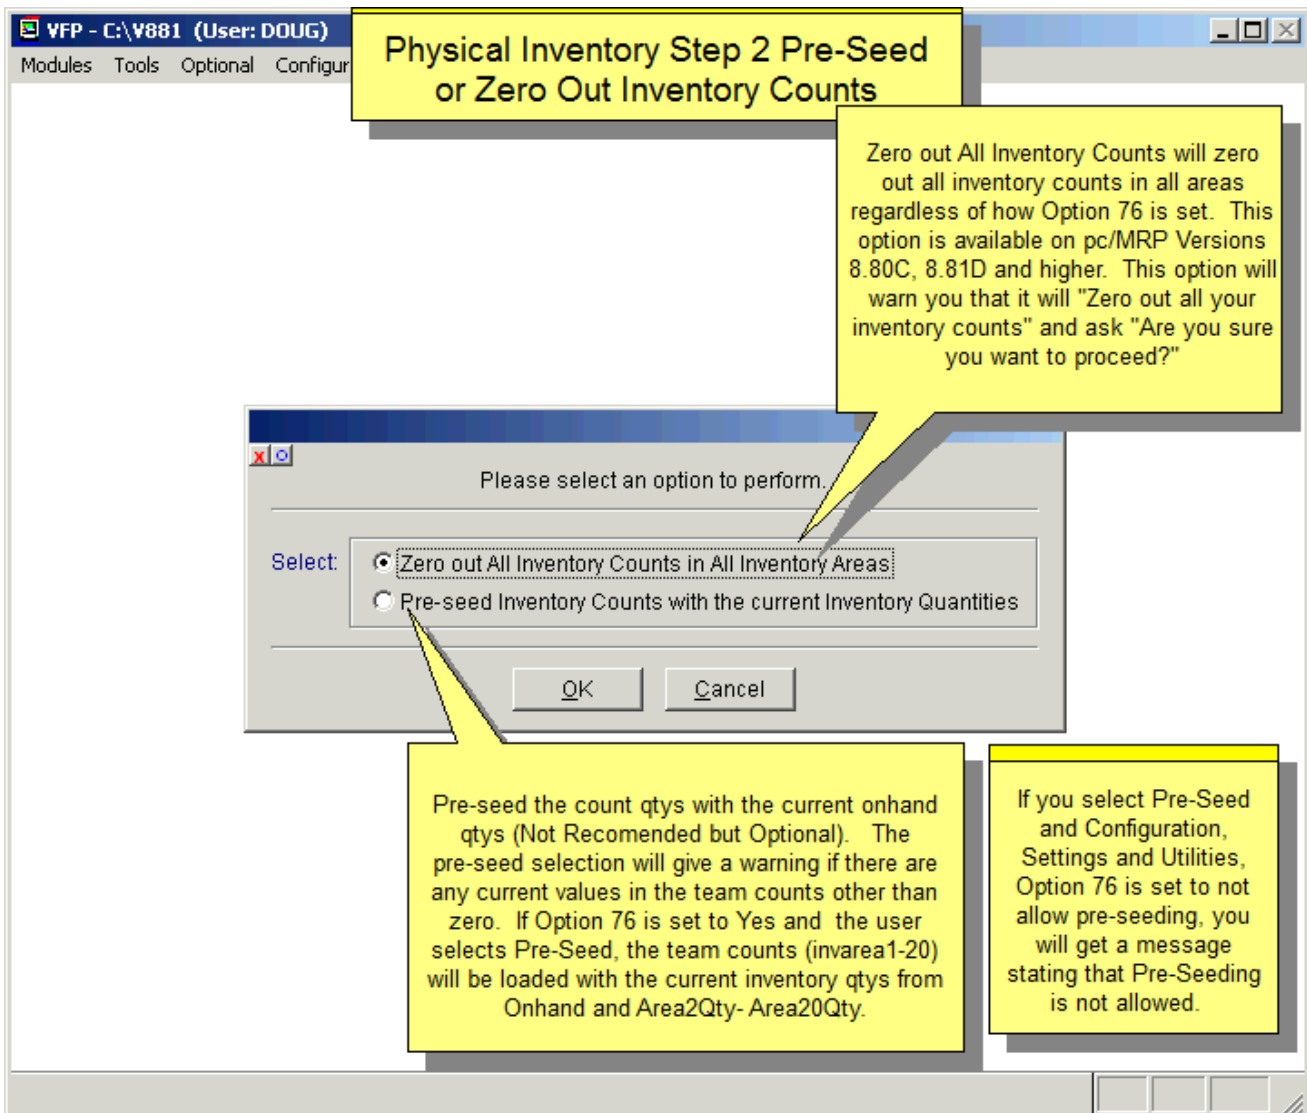 VFP - C:\V881 (User: DOUG)
Modules Tools Optional Configur
Physical Inventory Step 2 Pre-Seed
or Zero Out Inventory Counts
Zero out All Inventory Counts will zero
out all inventory counts in all areas
regardless of how Option 76 is set. This
option is available on pc/MRP Versions
8.80C, 8.81D and higher. This option will
warn you that it will "Zero out all your
inventory counts" and ask "Are you sure
you want to proceed?"
Please select an option to perform.
Select:
Zero out All Inventory Counts in All Inventory Areas
Pre-seed Inventory Counts with the current Inventory Quantities
OK
Cancel
Pre-seed the count qtys with the current onhand
qtys (Not Recomended but Optional). The
pre-seed selection will give a warning if there are
any current values in the team counts other than
zero. If Option 76 is set to Yes and the user
selects Pre-Seed, the team counts (invarea1-20)
will be loaded with the current inventory qtys from
Onhand and Area2Qty- Area20Qty.
If you select Pre-Seed
and Configuration,
Settings and Utilities,
Option 76 is set to not
allow pre-seeding, you
will get a message
stating that Pre-Seeding
is not allowed.